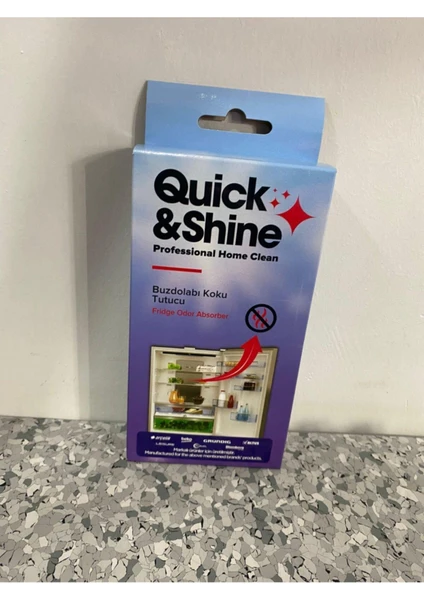 Quick
&Shine
Professional Home Clean
Buzdolabı Koku
Tutucu
Fridge Odor Absorber
beko GRUNDIG
Markalı ürünler için üretilmiştir.
Manufactured for the above mentioned brands' products.